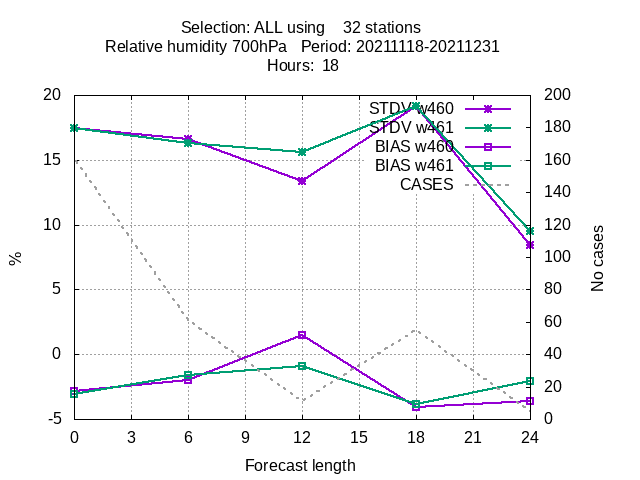 Selection: ALL using    32 stations
Relative humidity 700hPa   Period: 20211118-20211231
Hours:  18
STDV w460
STDV w461
BIAS w460
BIAS w461
CASES
20
15
10
5
0
-5
%
200
180
160
140
120
100
80
60
40
20
0
No cases
0 3 6 9 12 15 18 21 24
Forecast length